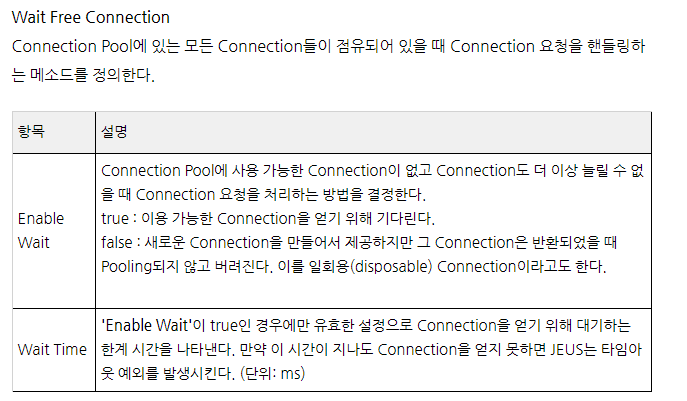 Wait Free Connection
Connection Pool에 있는 모든 Connection들이 점유되어 있을 때 Connection 요청을 핸들링하
는 메소드를 정의한다.
항목 설명
Enable Wait
Connection Pool에 사용 가능한 Connection이 없고 Connection도 더 이상 늘릴 수 없
을 때 Connection 요청을 처리하는 방법을 결정한다.
true : 이용 가능한 Connection을 얻기 위해 기다린다.
false : 새로운 Connection을 만들어서 제공하지만 그 Connection은 반환되었을 때
Pooling되지 않고 버려진다. 이를 일회용(disposable) Connection이라고도 한다.
Wait Time
'Enable Wait'이 true인 경우에만 유효한 설정으로 Connection을 얻기 위해 대기하는
한계 시간을 나타낸다. 만약 이 시간이 지나도 Connection을 얻지 못하면 JEUS는 타임아
웃 예외를 발생시킨다. (단위: ms)